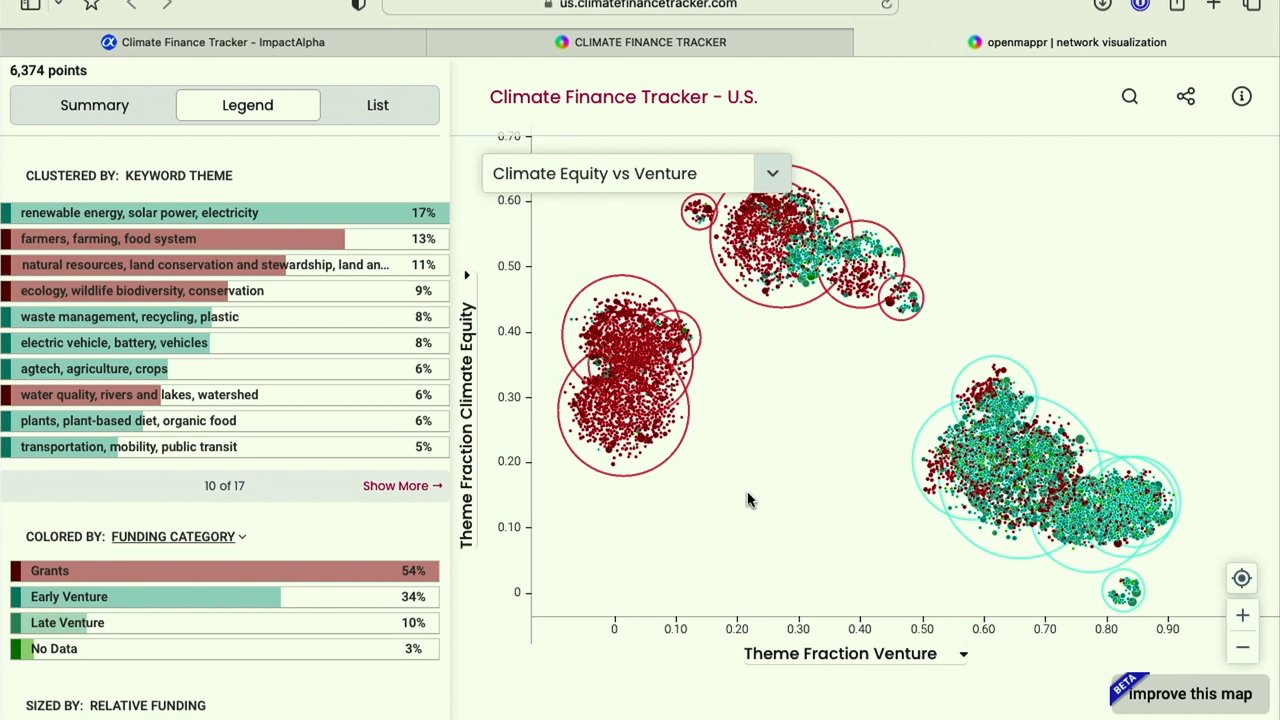 us.climatefinancetracker.com
Climate Finance Tracker - ImpactAlpha
CLIMATE FINANCE TRACKER
openmappr | network visualization
6,374 points
Summary
Legend
List
CLUSTERED BY: KEYWORD THEME
renewable energy, solar power, electricity 17%
farmers, farming, food system 13%
natural resources, land conservation and stewardship, land an... 11%
ecology, wildlife biodiversity, conservation 9%
waste management, recycling, plastic 8%
electric vehicle, battery, vehicles 8%
agtech, agriculture, crops 6%
water quality, rivers and lakes, watershed 6%
plants, plant-based diet, organic food 6%
transportation, mobility, public transit 5%
10 of 17
Show More →
COLORED BY: FUNDING CATEGORY
Grants 54%
Early Venture 34%
Late Venture 10%
No Data 3%
SIZED BY: RELATIVE FUNDING
Climate Finance Tracker - U.S.
Climate Equity vs Venture
Theme Fraction Climate Equity
0.70
0.60
0.50
0.40
0.30
0.20
0.10
0
0 0.10 0.20 0.30 0.40 0.50 0.60 0.70 0.80 0.90
Theme Fraction Venture
BETA
Improve this map